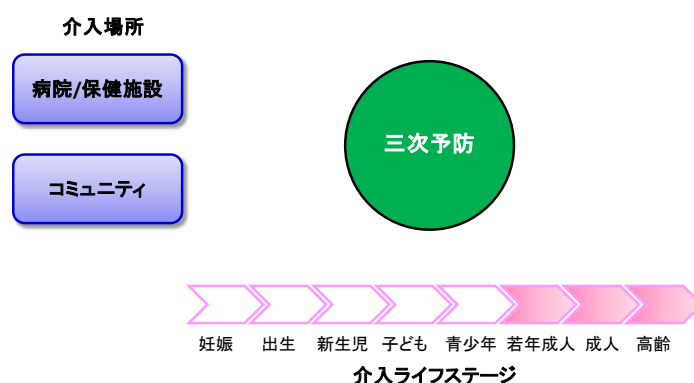 介入場所
病院/保健施設
三次予防
コミュニティ
妊娠 出生 新生児 子ども 青少年 若年成人 成人 高齢
介入ライフステージ